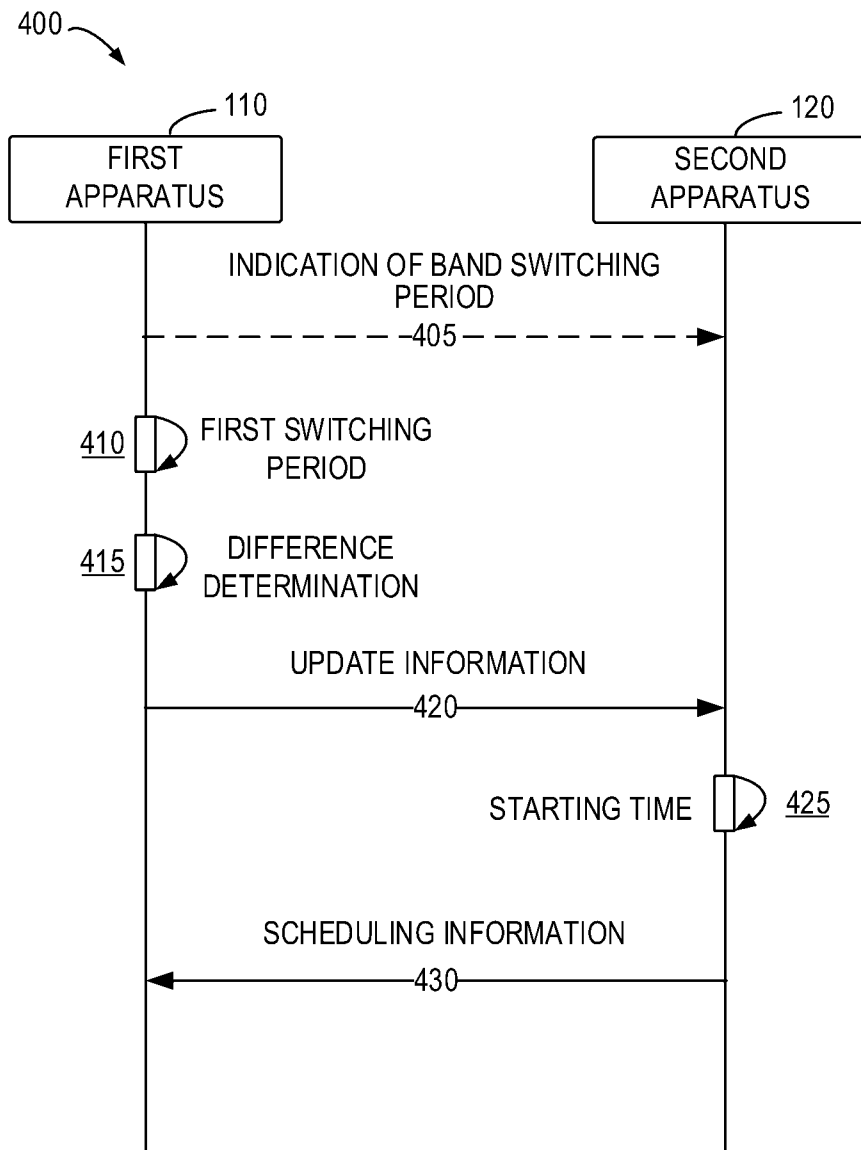 400
110
120
FIRST
APPARATUS
SECOND
APPARATUS
INDICATION OF BAND SWITCHING
PERIOD
405
410
FIRST SWITCHING
PERIOD
415
DIFFERENCE
DETERMINATION
UPDATE INFORMATION
420
STARTING TIME
425
SCHEDULING INFORMATION
430